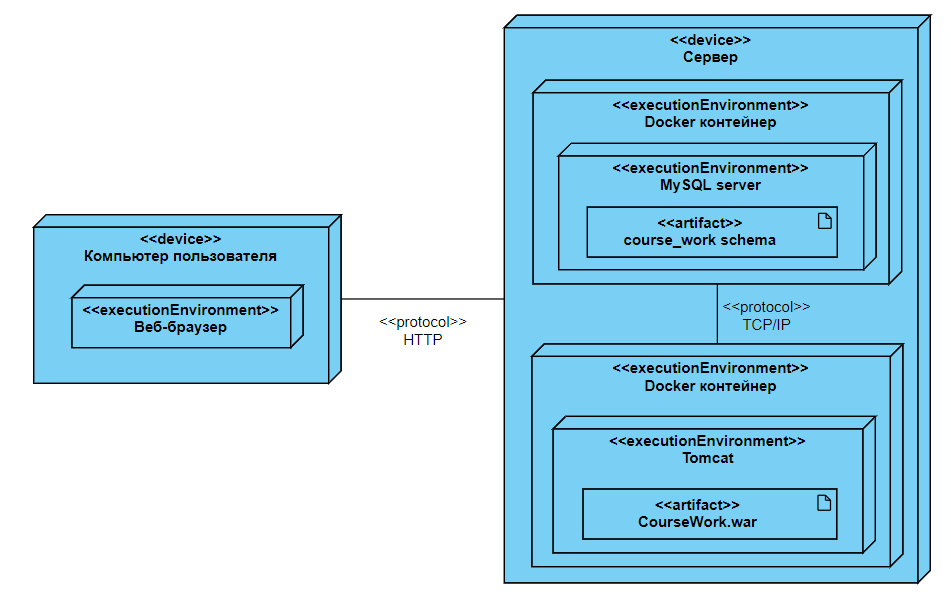 <<device>>
Сервер
<<executionEnvironment>>
Docker контейнер
<<executionEnvironment>>
MySQL server
<<artifact>>
course_work schema
<<device>>
Компьютер пользователя
<<executionEnvironment>>
Веб-браузер
<<protocol>>
HTTP
<<protocol>>
TCP/IP
<<executionEnvironment>>
Docker контейнер
<<executionEnvironment>>
Tomcat
<<artifact>>
CourseWork.war